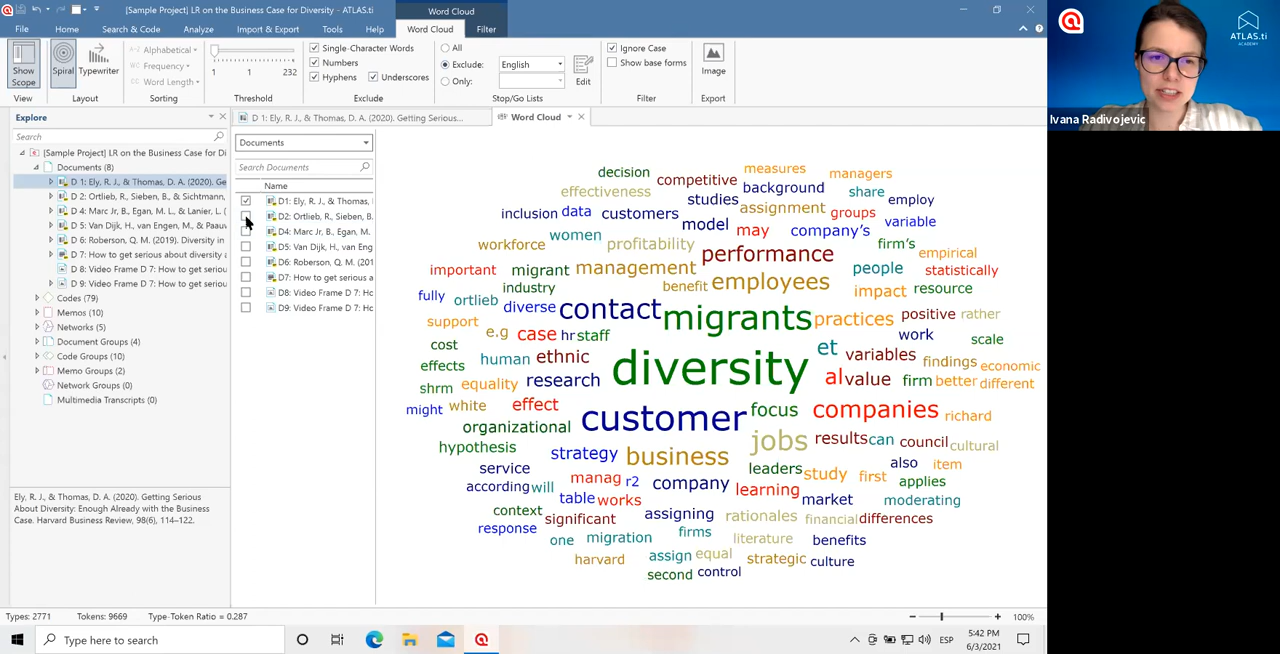 [Sample Project] LR on the Business Case for Diversity - ATLAS.ti
Word Cloud
File Home Search & Code Analyze Import & Export Tools Help Word Cloud Filter
Show Scope
View
Spiral Typewriter
Layout
Alphabetical
Word Frequency
Word Length
Sorting
1 1 232
Threshold
Single-Character Words
Numbers
Hyphens Underscores
Exclude
All
Exclude: English
Only:
Edit
Stop/Go Lists
Ignore Case
Show base forms
Filter
Image
Export
ATLAS.ti
ACADEMY
Ivana Radivojevic
Explore
Search
[Sample Project] LR on the Business Case for Di
Documents (8)
D 1: Ely, R. J., & Thomas, D. A. (2020). Ge
D 2: Ortlieb, R., Sieben, B., & Sichtmann,
D 4: Marc Jr, B., Egan, M. L., & Lanier, L. (
D 5: Van Dijk, H., van Engen, M., & Paauw
D 6: Roberson, Q. M. (2019). Diversity in
D 7: How to get serious about diversity a
D 8: Video Frame D 7: How to get seriou
D 9: Video Frame D 7: How to get seriou
Codes (79)
Memos (10)
Networks (5)
Document Groups (4)
Code Groups (10)
Memo Groups (2)
Network Groups (0)
Multimedia Transcripts (0)
Ely, R. J., & Thomas, D. A. (2020). Getting Serious
About Diversity: Enough Already with the Business
Case. Harvard Business Review, 98(6), 114–122.
D 1: Ely, R. J., & Thomas, D. A. (2020). Getting Serious...
Word Cloud
Documents
Search Documents
Name
D1: Ely, R. J., & Thomas,
D2: Ortlieb, R., Sieben, B.
D4: Marc Jr, B., Egan, M.
D5: Van Dijk, H., van Eng
D6: Roberson, Q. M. (201
D7: How to get serious a
D8: Video Frame D 7: Ho
D9: Video Frame D 7: Ho
decision competitive measures managers
effectiveness studies background share employ
inclusion data customers model assignment groups variable
workforce women profitability may company's firm's
important migrant management performance people empirical statistically
industry benefit employees impact resource
fully ortlieb diverse contact migrants practices positive rather
support e.g case hr staff et work scale
cost human ethnic diversity variables findings economic
effects equality research al value firm better different
shrm white effect focus companies richard
might organizational customer jobs results can council cultural
hypothesis strategy business leaders study first also item
service manag r2 company learning market applies
according will table works moderating
context significant assigning rationales financial differences
response one migration firms literature benefits
harvard assign equal strategic culture
second control
Types: 2771 Tokens: 9669 Type-Token Ratio = 0.287
100%
Type here to search
ESP
5:42 PM
6/3/2021